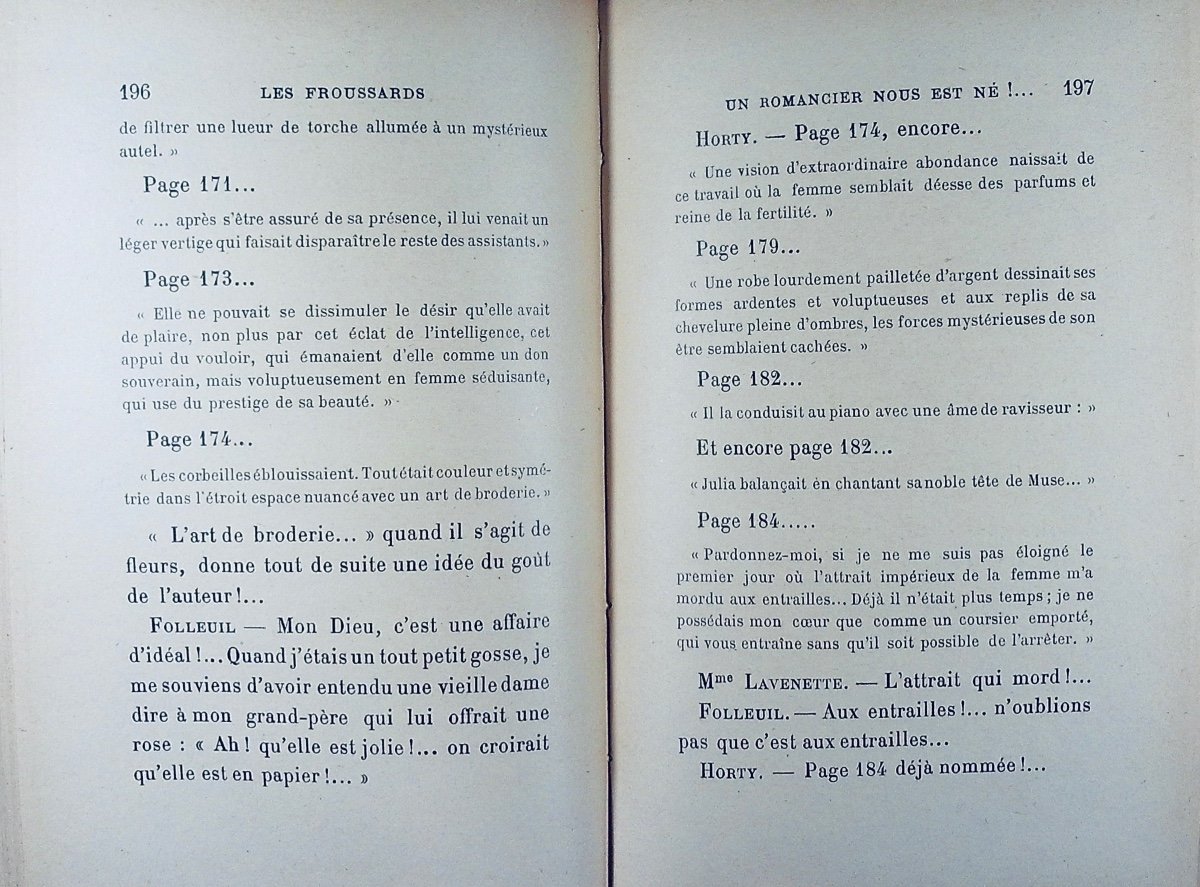 196 LES FROUSSARDS
de filtrer une lueur de torche allumée à un mystérieux
autel. »
Page 171...
« ... après s'être assuré de sa présence, il lui venait un
léger vertige qui faisait disparaître le reste des assistants. »
Page 173...
« Elle ne pouvait se dissimuler le désir qu'elle avait
de plaire, non plus par cet éclat de l'intelligence, cet
appui du vouloir, qui émanaient d'elle comme un don
souverain, mais voluptueusement en femme séduisante,
qui use du prestige de sa beauté. »
Page 174...
« Les corbeilles éblouissaient. Tout était couleur et symé-
trie dans l'étroit espace nuancé avec un art de broderie. »
« L'art de broderie... » quand il s'agit de
fleurs, donne tout de suite une idée du goût
de l'auteur !...
FOLLEUIL — Mon Dieu, c'est une affaire
d'idéal !... Quand j'étais un tout petit gosse, je
me souviens d'avoir entendu une vieille dame
dire à mon grand-père qui lui offrait une
rose : « Ah ! qu'elle est jolie !... on croirait
qu'elle est en papier !... »
UN ROMANCIER NOUS EST NÉ !... 197
HORTY. — Page 174, encore...
« Une vision d'extraordinaire abondance naissait de
ce travail où la femme semblait déesse des parfums et
reine de la fertilité. »
Page 179...
« Une robe lourdement pailletée d'argent dessinait ses
formes ardentes et voluptueuses et aux replis de sa
chevelure pleine d'ombres, les forces mystérieuses de son
être semblaient cachées. »
Page 182...
« Il la conduisit au piano avec une âme de ravisseur : »
Et encore page 182...
« Julia balançait en chantant sa noble tête de Muse... »
Page 184.....
« Pardonnez-moi, si je ne me suis pas éloigné le
premier jour où l'attrait impérieux de la femme m'a
mordu aux entrailles... Déjà il n'était plus temps ; je ne
possédais mon cœur que comme un coursier emporté,
qui vous entraîne sans qu'il soit possible de l'arrêter. »
Mme LAVENETTE. — L'attrait qui mord !...
FOLLEUIL. — Aux entrailles !... n'oublions
pas que c'est aux entrailles...
HORTY. — Page 184 déjà nommée !...